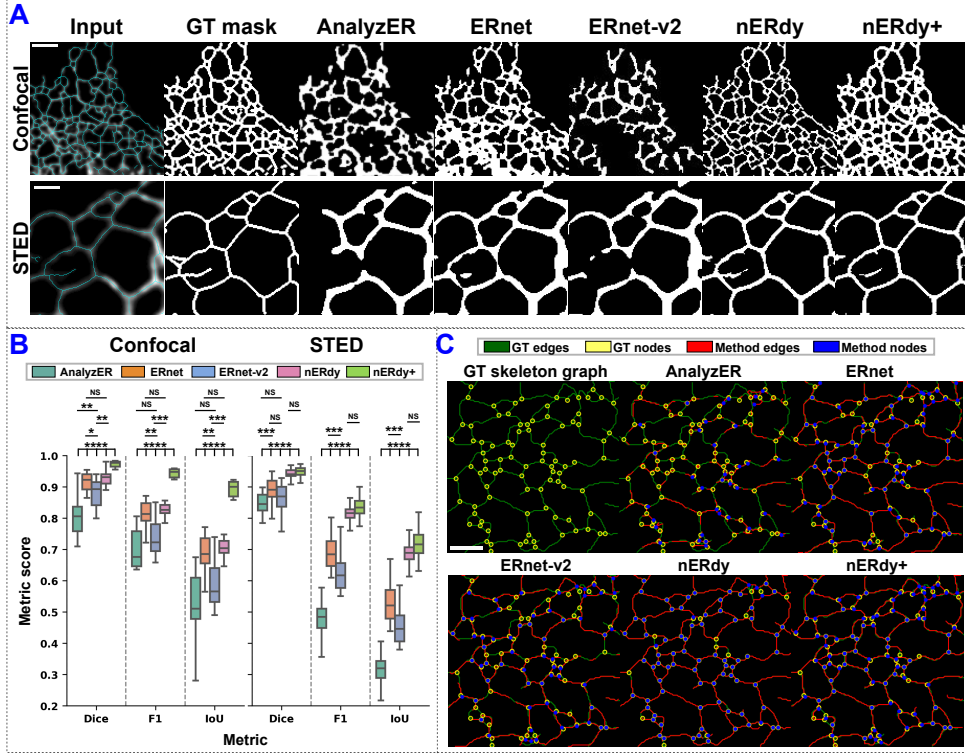 A
Input GT mask AnalyzER ERnet ERnet-v2 nERdy nERdy+
Confocal
STED
B
Confocal STED
AnalyzER ERnet ERnet-v2 nERdy nERdy+
NS NS NS NS
** NS NS NS NS NS
** *** *** NS *** NS *** NS
* ** ** ***
**** **** **** **** **** ****
1.0
0.9
0.8
0.7
0.6
0.5
0.4
0.3
0.2
Metric score
Dice F1 IoU Dice F1 IoU
Metric
C
GT edges GT nodes Method edges Method nodes
GT skeleton graph AnalyzER ERnet
ERnet-v2 nERdy nERdy+